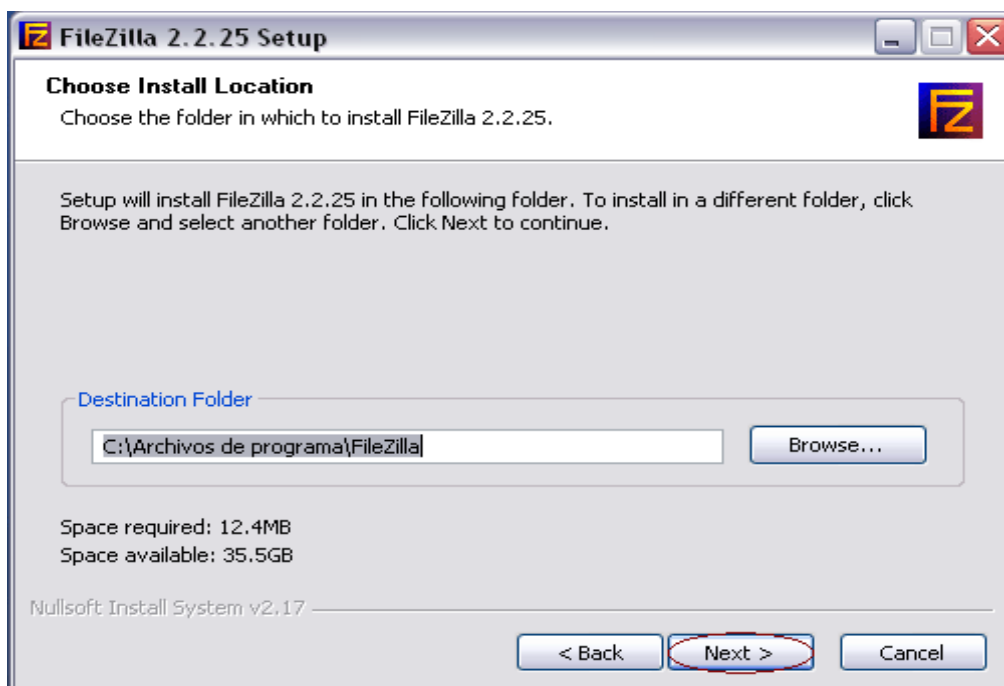 FileZilla 2.2.25 Setup
Choose Install Location
Choose the folder in which to install FileZilla 2.2.25.
FZ
Setup will install FileZilla 2.2.25 in the following folder. To install in a different folder, click
Browse and select another folder. Click Next to continue.
Destination Folder
C:\Archivos de programa\FileZilla
Browse...
Space required: 12.4MB
Space available: 35.5GB
Nullsoft Install System v2.17
< Back
Next >
Cancel